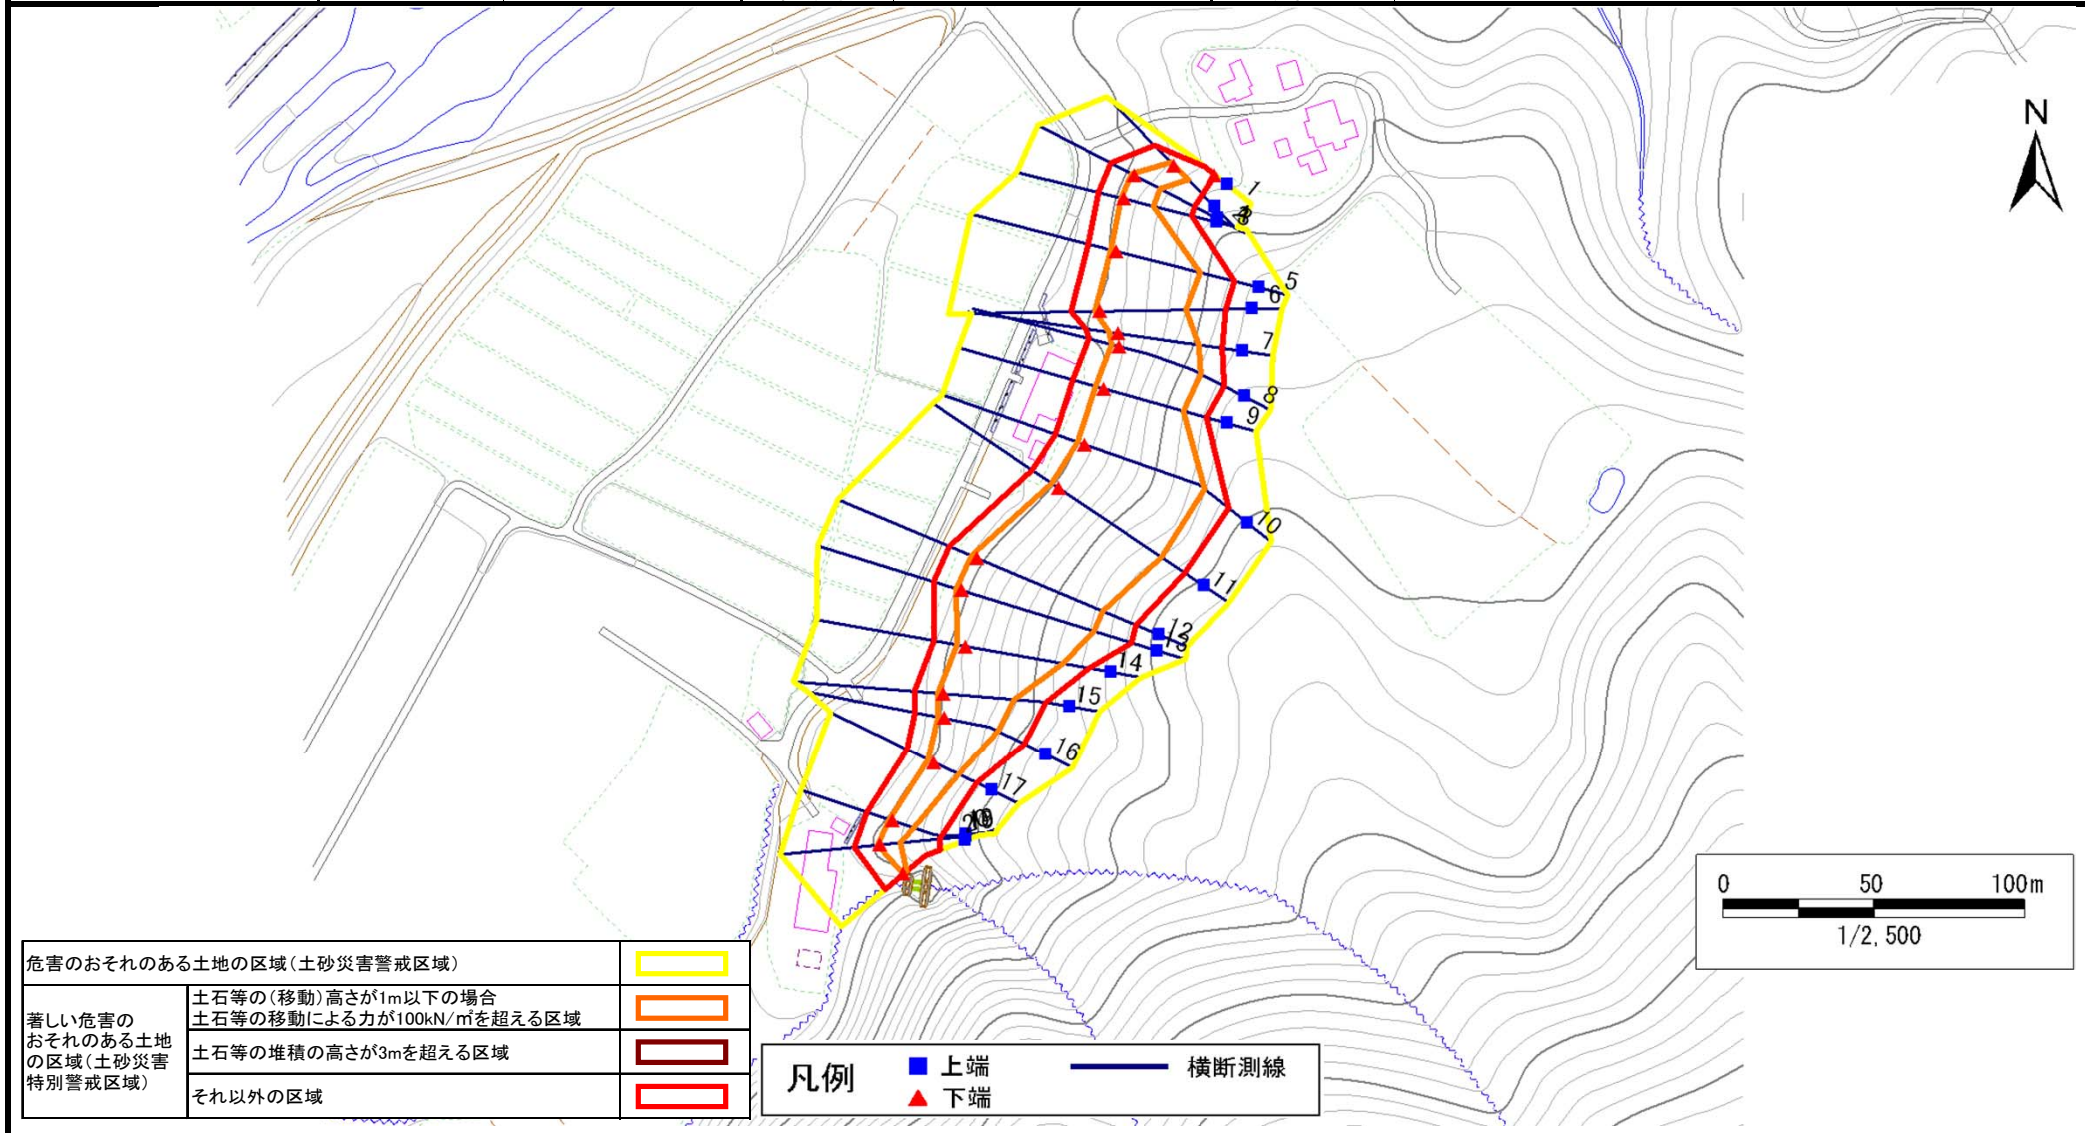 N
1
5
6
7
8
9
10
11
12
13
14
15
16
17
0 50 100m
1/2,500
危害のおそれのある土地の区域(土砂災害警戒区域)
著しい危害の
おそれのある土地
の区域(土砂災害
特別警戒区域)
土石等の(移動)高さが1m以下の場合
土石等の移動による力が100kN/㎡を超える区域
土石等の堆積の高さが3mを超える区域
それ以外の区域
凡例
上端
下端
横断測線